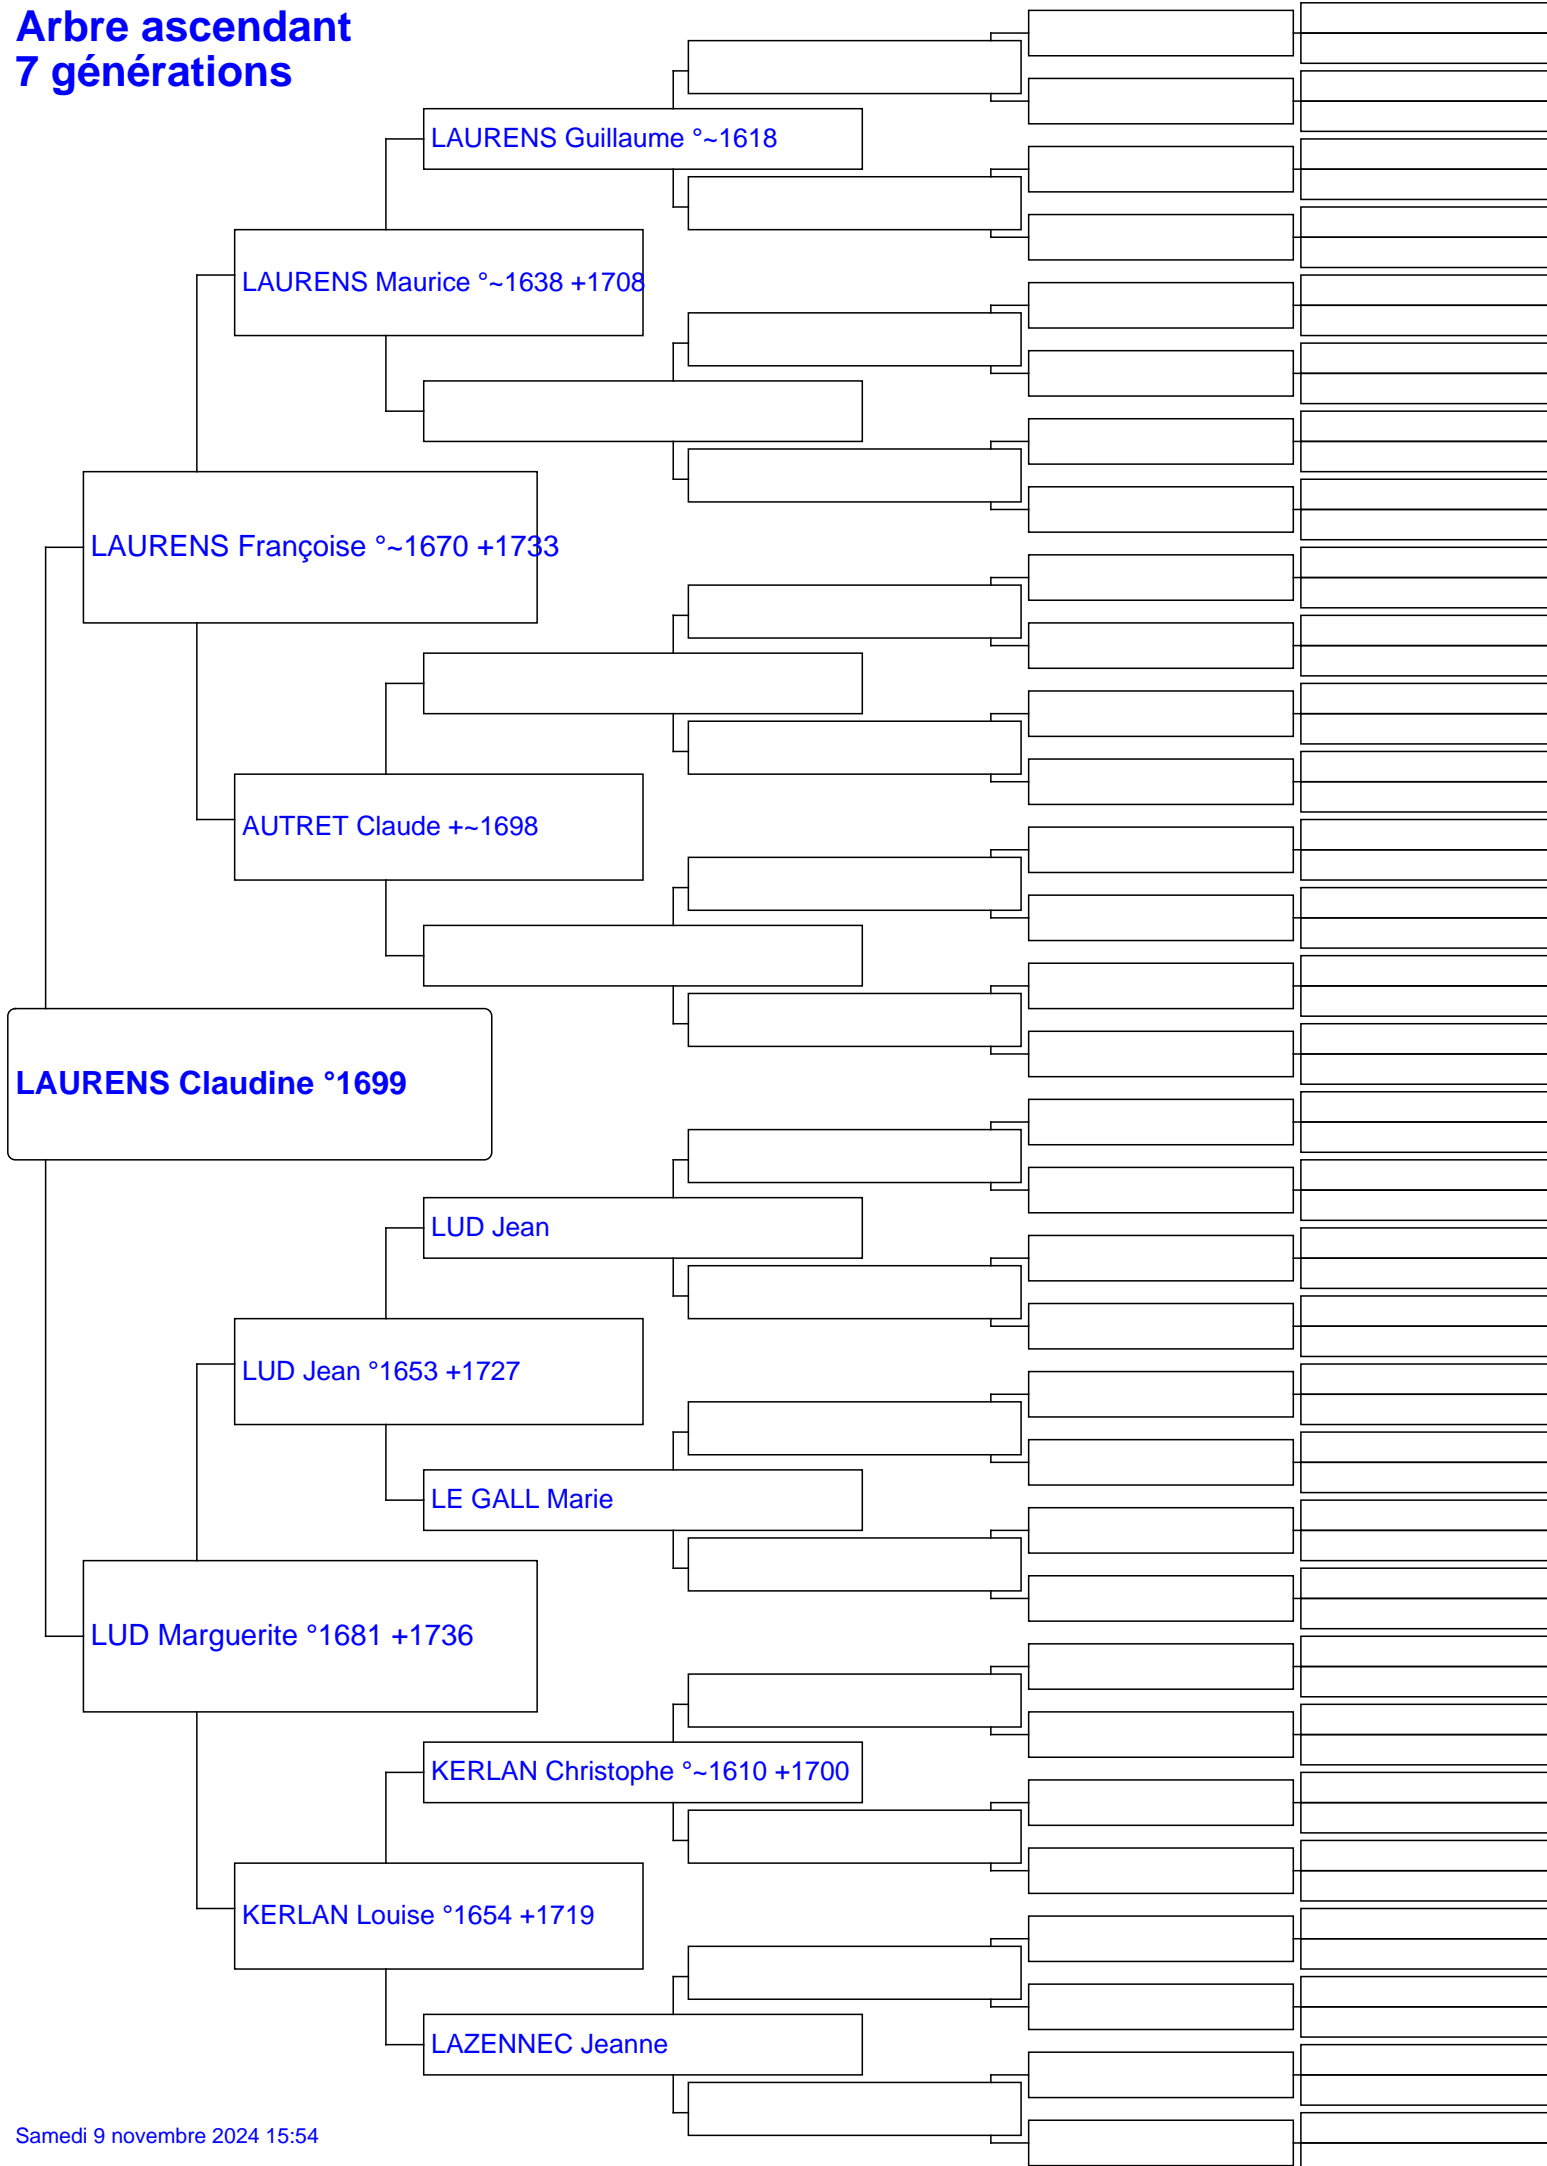 Arbre ascendant
7 générations
LAURENS Guillaume °~1618
LAURENS Maurice °~1638 +1708
LAURENS Françoise °~1670 +1733
AUTRET Claude +~1698
LAURENS Claudine °1699
LUD Jean
LUD Jean °1653 +1727
LE GALL Marie
LUD Marguerite °1681 +1736
KERLAN Christophe °~1610 +1700
KERLAN Louise °1654 +1719
LAZENNEC Jeanne
Samedi 9 novembre 2024 15:54